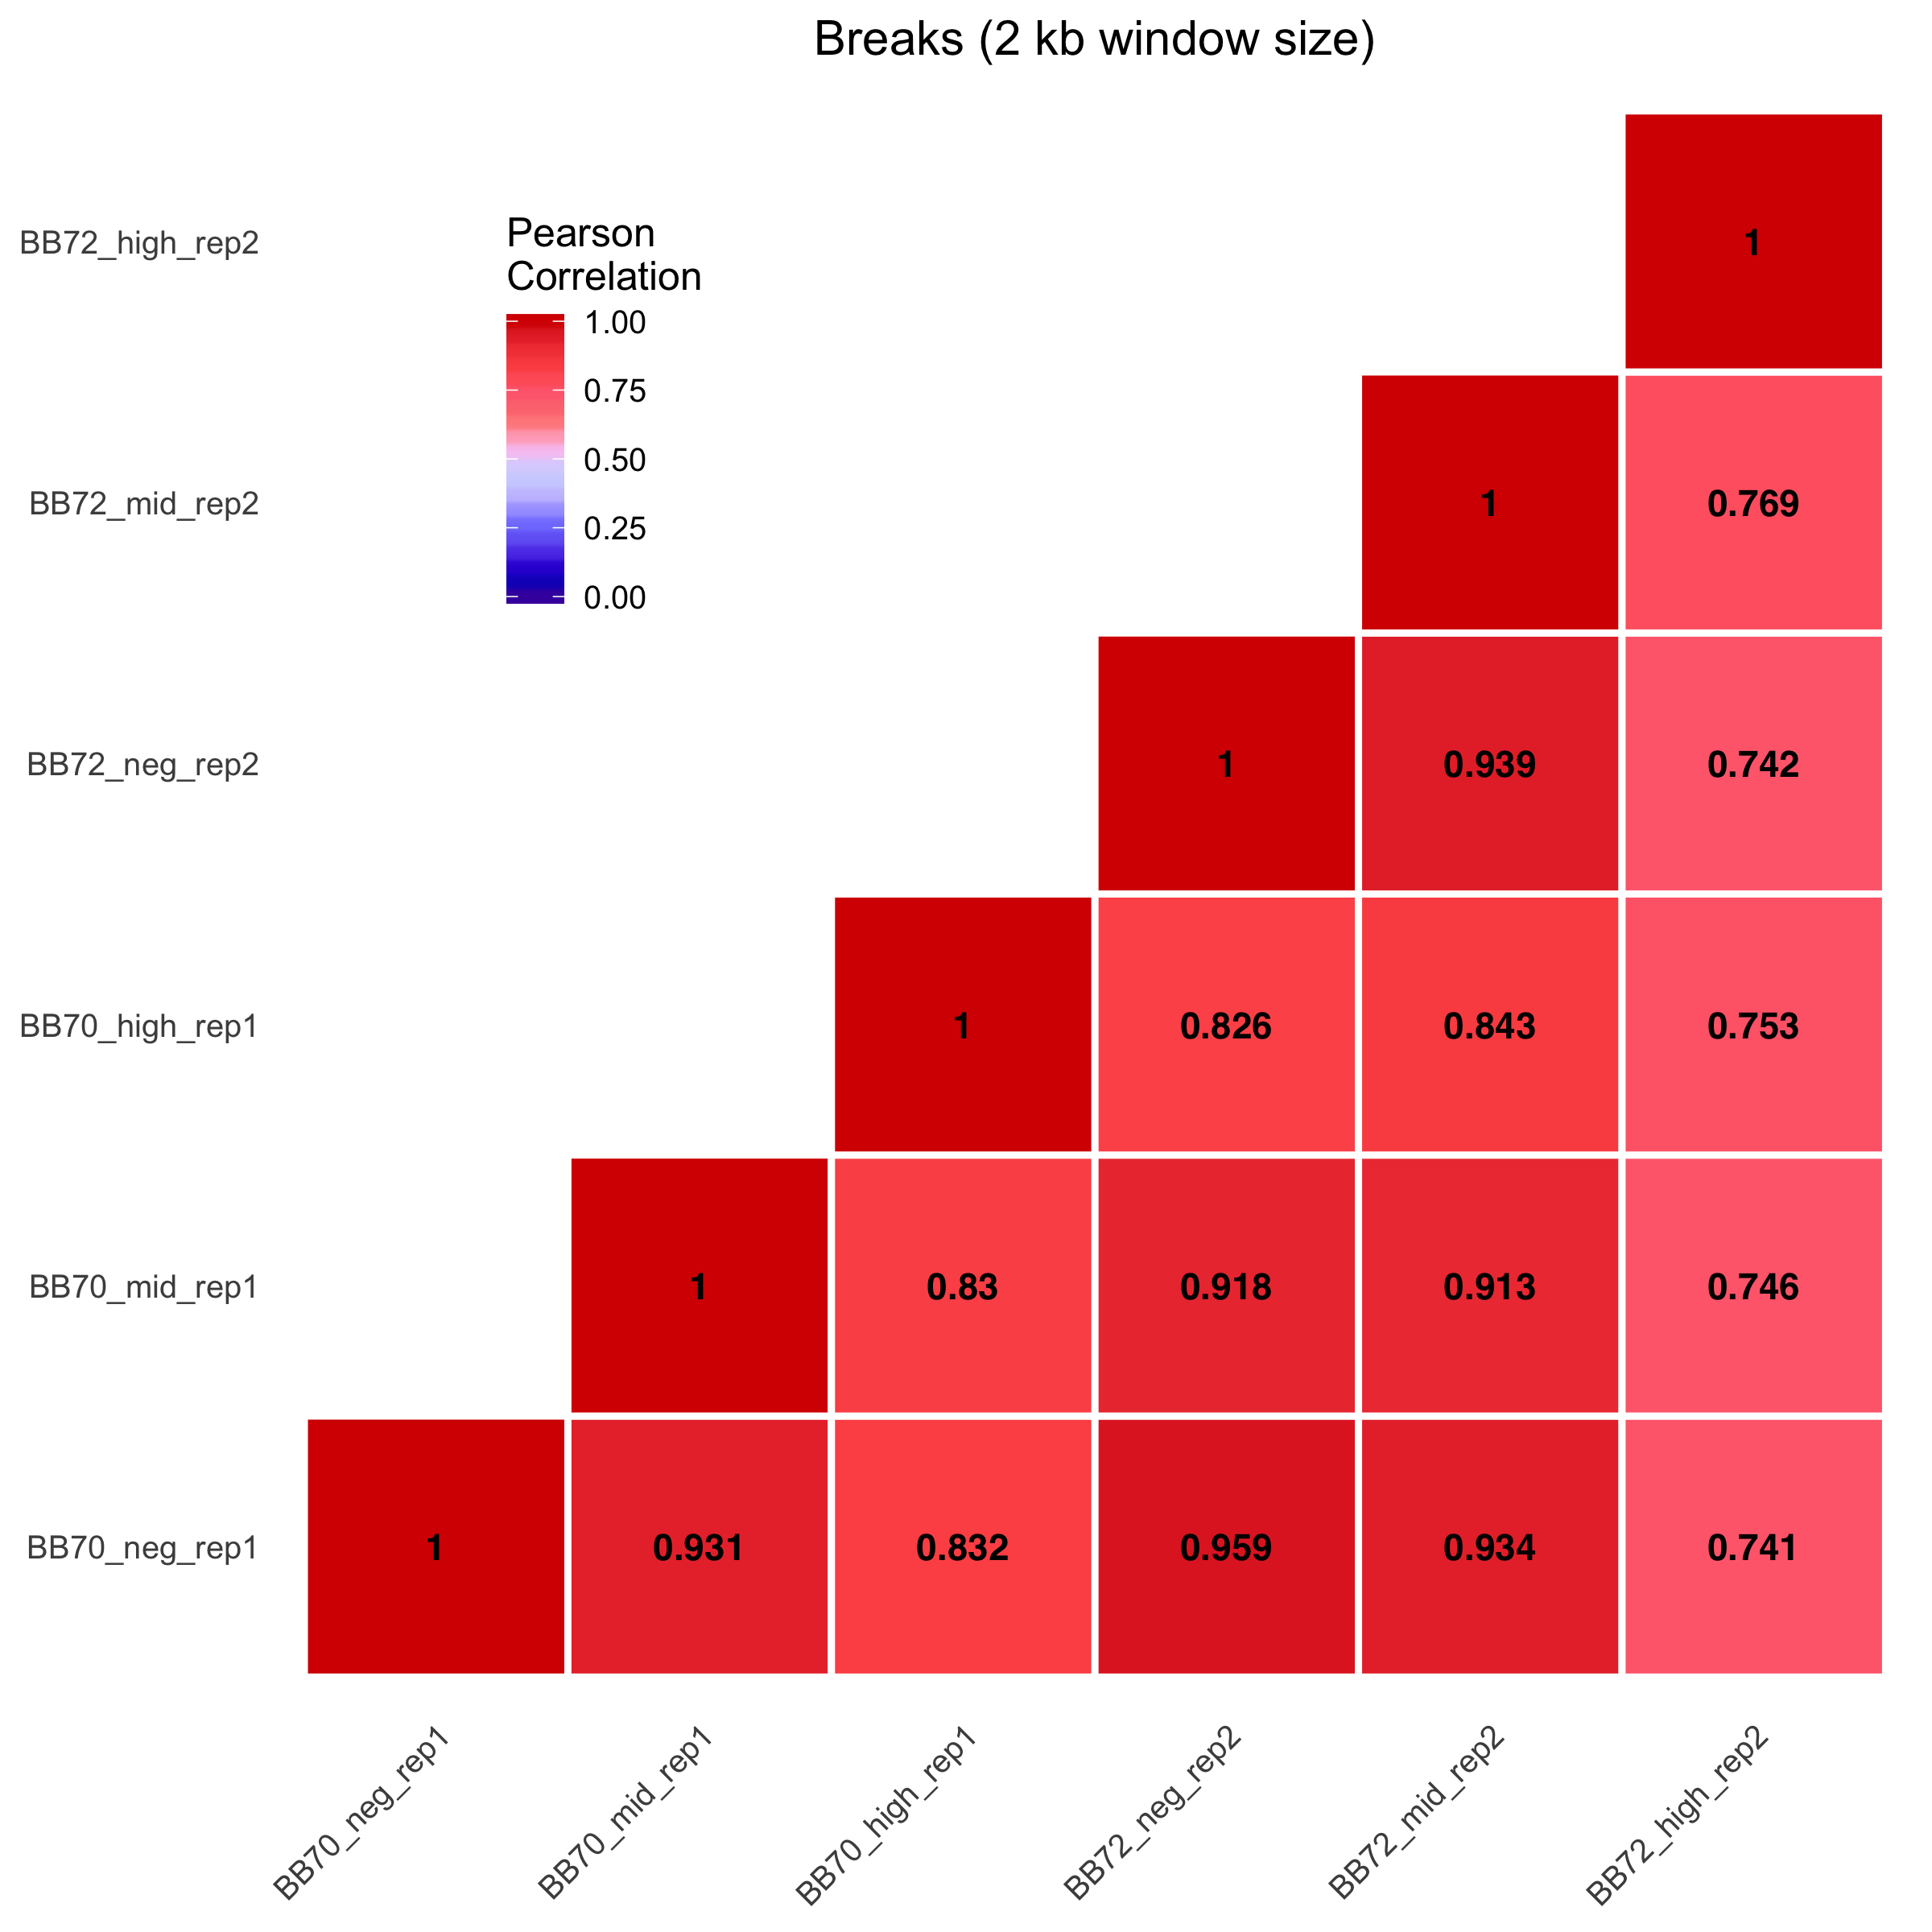 Breaks (2 kb window size)
Pearson
Correlation
1.00
0.75
0.50
0.25
0.00
BB72_high_rep2
1
BB72_mid_rep2
1 0.769
BB72_neg_rep2
1 0.939 0.742
BB70_high_rep1
1 0.826 0.843 0.753
BB70_mid_rep1
1 0.83 0.918 0.913 0.746
BB70_neg_rep1
1 0.931 0.832 0.959 0.934 0.741
BB70_neg_rep1
BB70_mid_rep1
BB70_high_rep1
BB72_neg_rep2
BB72_mid_rep2
BB72_high_rep2